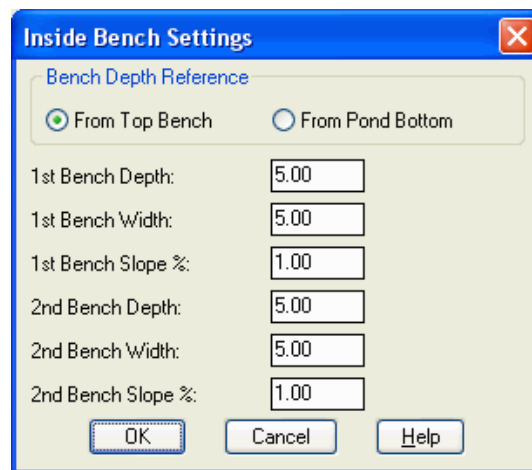 Inside Bench Settings
Bench Depth Reference
From Top Bench From Pond Bottom
1st Bench Depth: 5.00
1st Bench Width: 5.00
1st Bench Slope %: 1.00
2nd Bench Depth: 5.00
2nd Bench Width: 5.00
2nd Bench Slope %: 1.00
OK Cancel Help